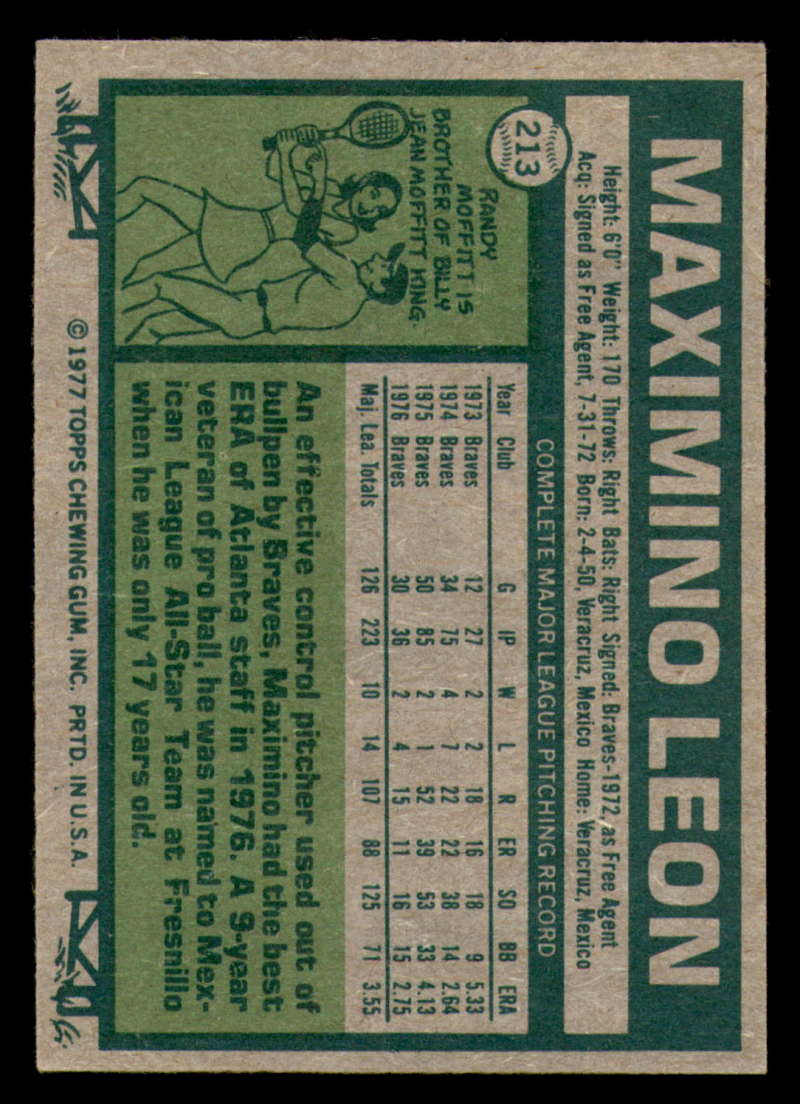 213
MAXIMINO LEON
Height: 6'0" Weight: 170 Throws: Right Bats: Right Signed: Braves-1972 as Free Agent
Acq: Signed as Free Agent, 7-31-72 Born: 2-4-50, Veracruz, Mexico Home: Veracruz, Mexico
COMPLETE MAJOR LEAGUE PITCHING RECORD
Year Club G IP W L R ER SO BB ERA
1973 Braves 12 27 2 2 18 16 18 9 5.33
1974 Braves 34 75 4 7 22 22 38 14 2.64
1975 Braves 50 85 2 1 52 39 53 33 4.13
1976 Braves 30 36 2 4 15 11 16 15 2.75
Maj. Lea. Totals 126 223 10 14 107 88 125 71 3.55
RANDY
MOFFITT IS
BROTHER OF BILLY
JEAN MOFFITT KING.
An effective control pitcher used out of
bullpen by Braves, Maximino had the best
ERA of Atlanta staff in 1976. A 9-year
veteran of pro ball, he was named to Mex-
ican League All-Star Team at Fresnillo
when he was only 17 years old.
© 1977 TOPPS CHEWING GUM, INC. PRTD. IN U.S.A.